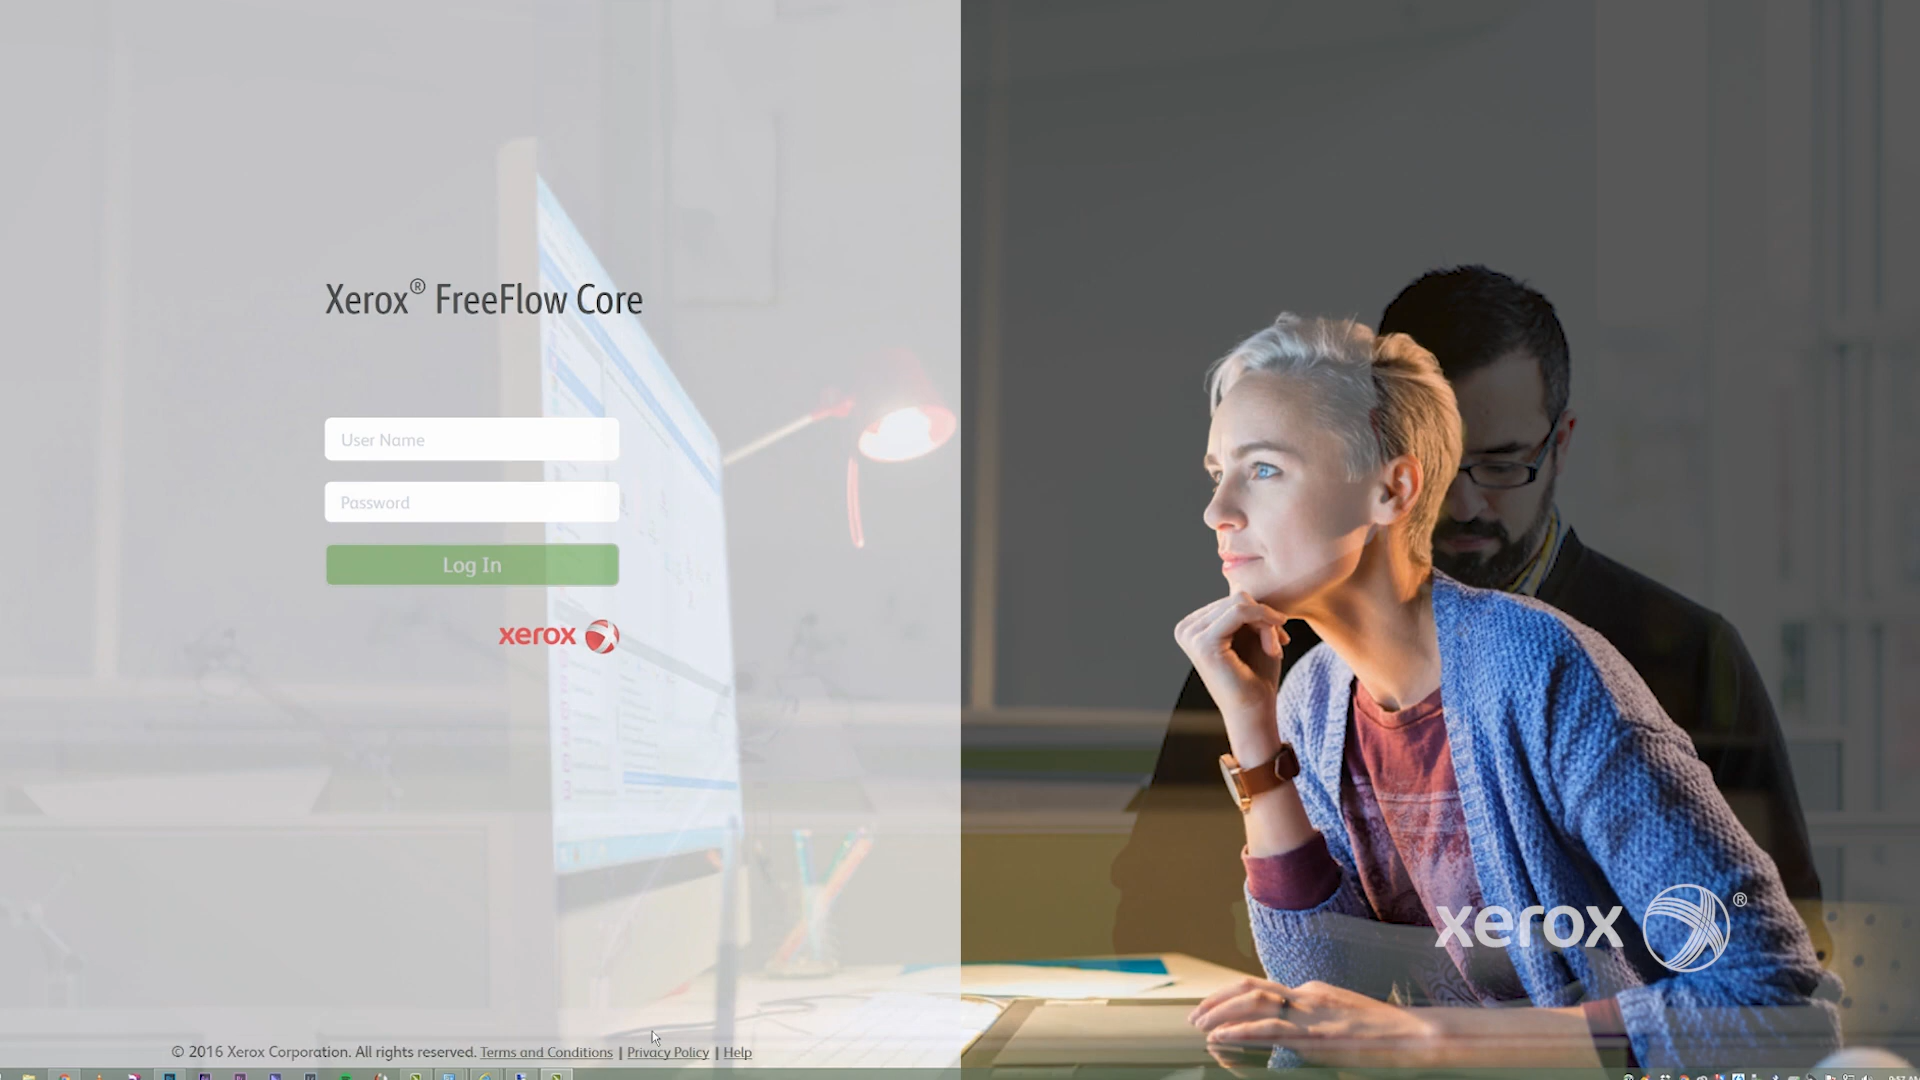 Xerox® FreeFlow Core
User Name
Password
Log In
xerox
xerox ®
© 2016 Xerox Corporation. All rights reserved. Terms and Conditions | Privacy Policy | Help